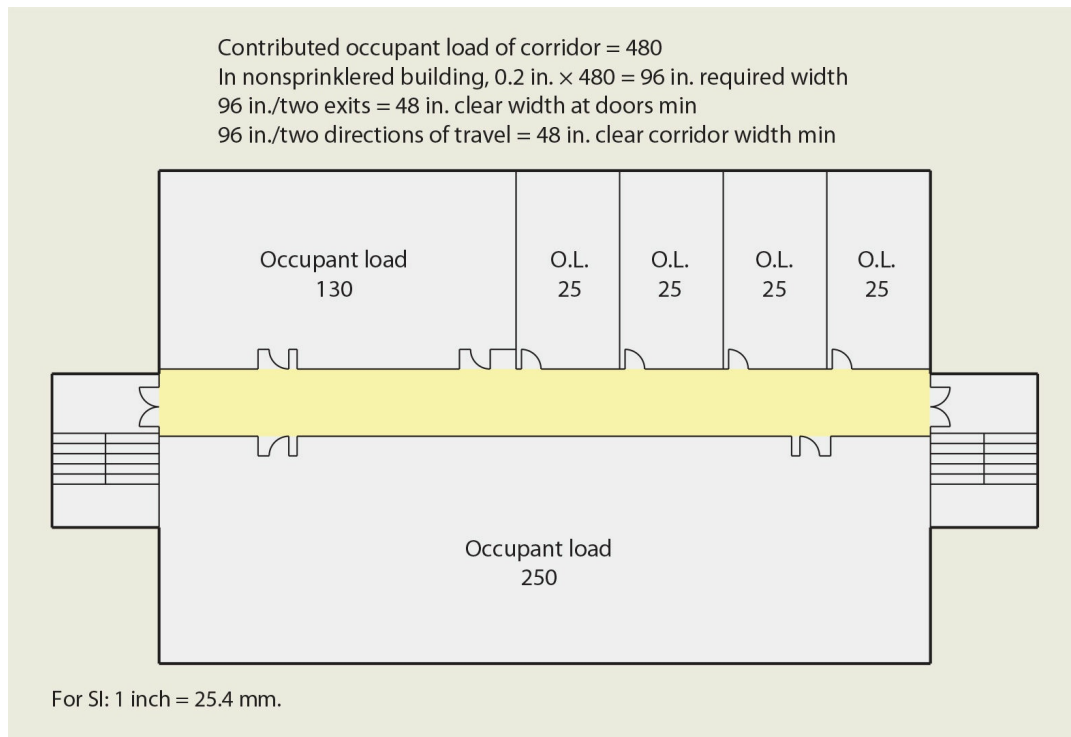 Contributed occupant load of corridor = 480
In nonsprinklered building, 0.2 in. × 480 = 96 in. required width
96 in./two exits = 48 in. clear width at doors min
96 in./two directions of travel = 48 in. clear corridor width min
Occupant load
130
O.L.
25
O.L.
25
O.L.
25
O.L.
25
Occupant load
250
For SI: 1 inch = 25.4 mm.